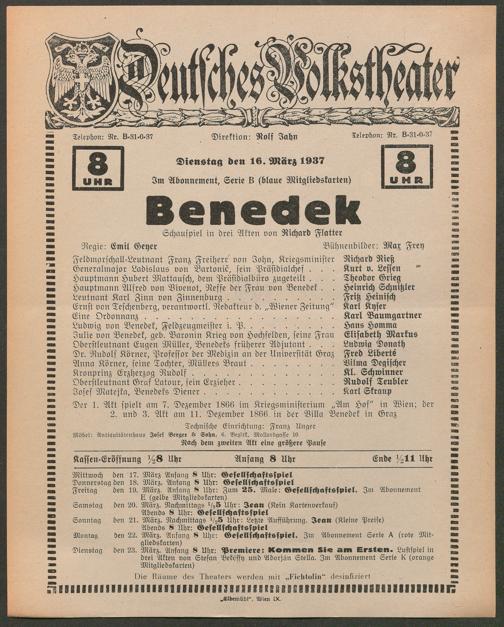 Deutsches Volkstheater
Telephon: Nr. B-31-0-37 Direktion: Rolf Jahn Telephon: Nr. B-31-0-37
8 UHR Dienstag den 16. März 1937 8 UHR
Im Abonnement, Serie B (blaue Mitgliedskarten)
Benedek
Schauspiel in drei Akten von Richard Flatter
Regie: Emil Geyer Bühnenbilder: Max Frey
Feldmarschall-Leutnant Franz Freiherr von John, Kriegsminister Richard Rieß
Generalmajor Ladislaus von Bartonič, sein Präsidialchef . . Kurt v. Lessen
Hauptmann Hubert Mattausch, dem Präsidialbüro zugeteilt . . Theodor Grieg
Hauptmann Alfred von Vivenot, Neffe der Frau von Benedek . Heinrich Schnitzler
Leutnant Karl Zinn von Zinnenburg . . . Fritz Heinisch
Ernst von Teschenberg, verantwortl. Redakteur d. „Wiener Zeitung" Karl Kyser
Eine Ordonnanz . . . Karl Baumgartner
Ludwig von Benedek, Feldzeugmeister i. P. . . . Hans Homma
Julie von Benedek, geb. Baronin Krieg von Hochfelden, seine Frau Elisabeth Markus
Oberstleutnant Eugen Müller, Benedeks früherer Adjutant . . Ludwig Donath
Dr. Rudolf Körner, Professor der Medizin an der Universität Graz Fred Liberts
Anna Körner, seine Tochter, Müllers Braut . . . Vilma Degischer
Kronprinz Erzherzog Rudolf . . . Kl. Schwinner
Oberstleutnant Graf Latour, sein Erzieher . . . Rudolf Teubler
Josef Matejka, Benedeks Diener . . . Karl Skraup
Der 1. Akt spielt am 7. Dezember 1866 im Kriegsministerium „Am Hof" in Wien; der
2. und 3. Akt am 11. Dezember 1866 in der Villa Benedek in Graz
Technische Einrichtung: Franz Unger
Möbel: Antiquitätenhaus Josef Berger & Sohn, 6. Bezirk, Mollardgasse 10
Nach dem zweiten Akt eine größere Pause
Kassen-Eröffnung ½8 Uhr Anfang 8 Uhr Ende ½11 Uhr
Mittwoch den 17. März. Anfang 8 Uhr: Gesellschaftsspiel
Donnerstag den 18. März. Anfang 8 Uhr: Gesellschaftsspiel
Freitag den 19. März. Anfang 8 Uhr: Zum 25. Male: Gesellschaftsspiel. Im Abonnement
E (gelbe Mitgliedskarten)
Samstag den 20. März. Nachmittags ½5 Uhr: Jean (Kein Kartenverkauf)
Abends 8 Uhr: Gesellschaftsspiel
Sonntag den 21. März. Nachmittags ½5 Uhr: Letzte Aufführung. Jean (Kleine Preise)
Abends 8 Uhr: Gesellschaftsspiel
Montag den 22. März. Anfang 8 Uhr: Gesellschaftsspiel. Im Abonnement Serie A (rote Mit-
gliedskarten)
Dienstag den 23. März. Anfang 8 Uhr: Premiere: Kommen Sie am Ersten. Lustspiel in
drei Akten von Stefan Bekeffy und Adorján Stella. Im Abonnement Serie K (orange
Mitgliedskarten)
Die Räume des Theaters werden mit „Fichtolin" desinfiziert
„Elbemühl", Wien IX.